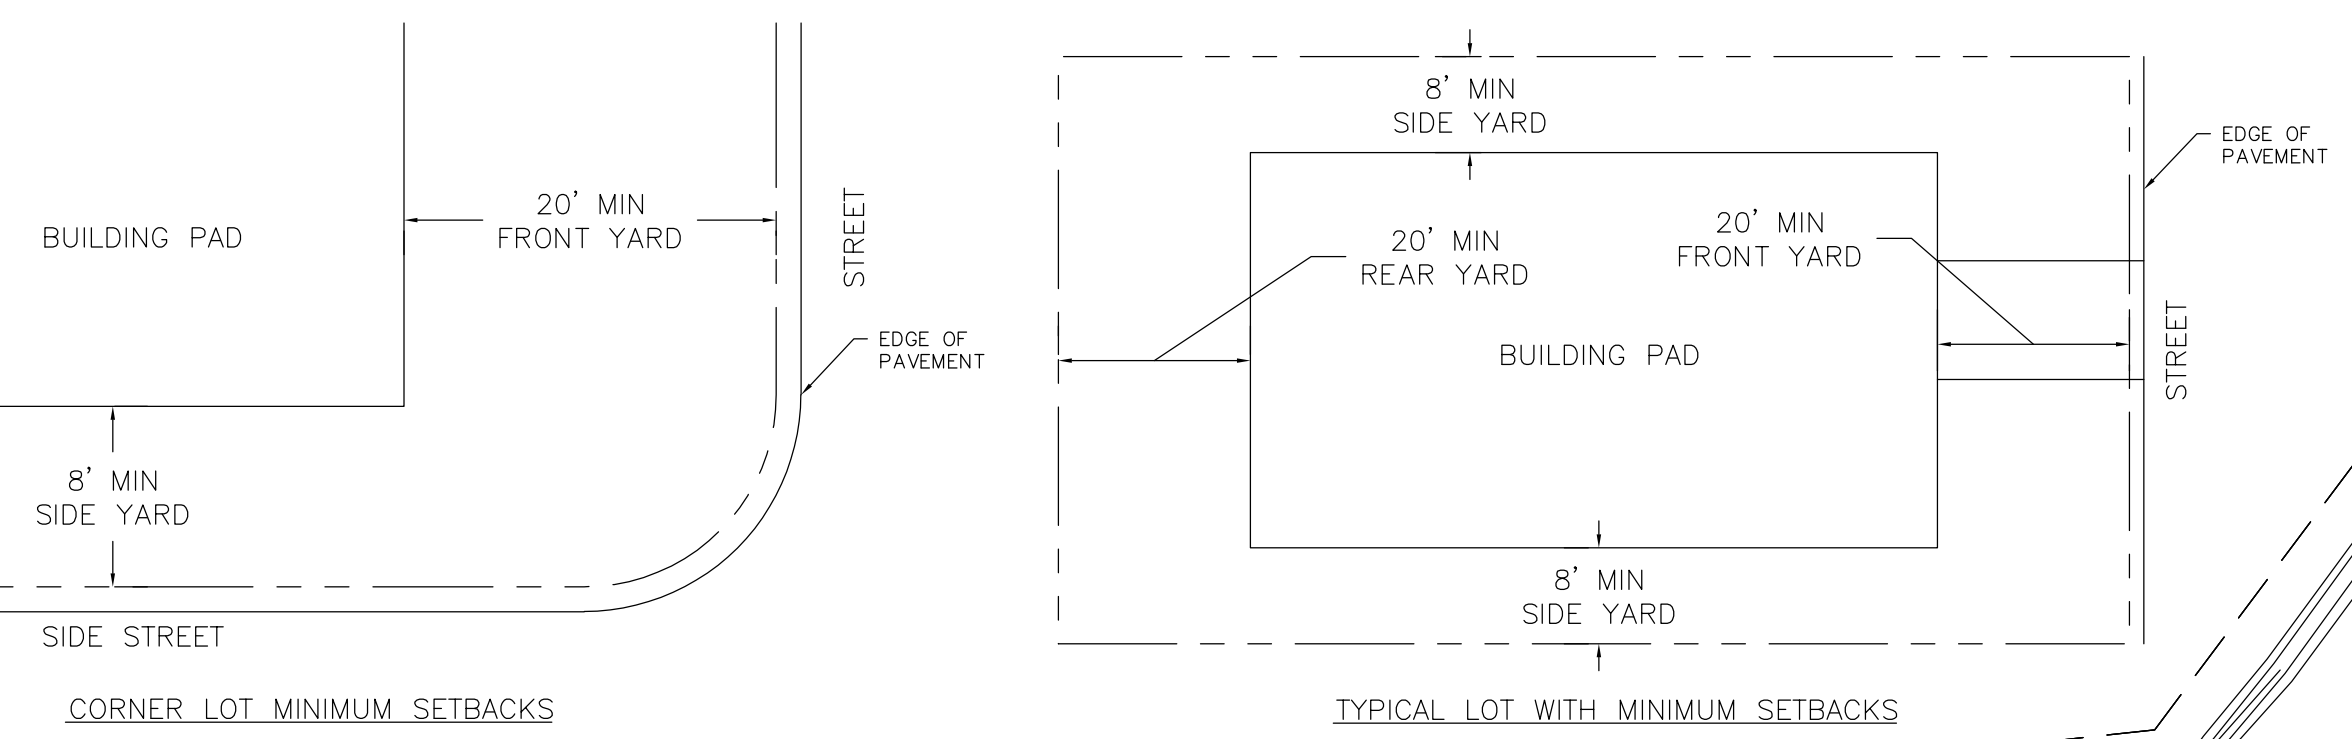 BUILDING PAD
20' MIN
FRONT YARD
STREET
EDGE OF
PAVEMENT
8' MIN
SIDE YARD
SIDE STREET
CORNER LOT MINIMUM SETBACKS
8' MIN
SIDE YARD
EDGE OF
PAVEMENT
20' MIN
REAR YARD
20' MIN
FRONT YARD
BUILDING PAD
STREET
8' MIN
SIDE YARD
TYPICAL LOT WITH MINIMUM SETBACKS